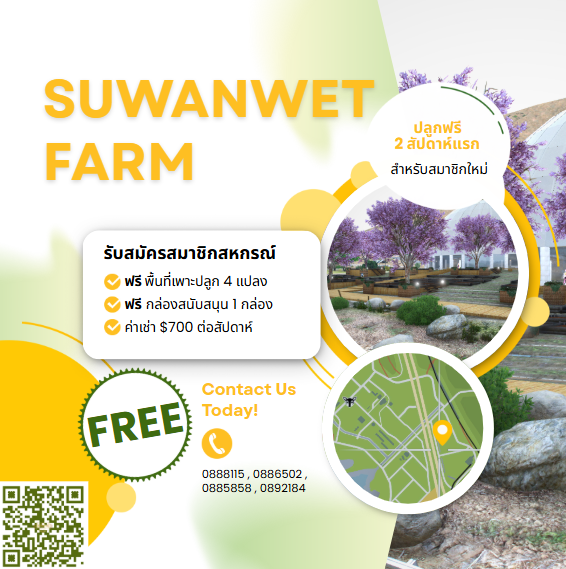 SUWANWET
FARM
ปลูกฟรี
2 สัปดาห์แรก
สำหรับสมาชิกใหม่
รับสมัครสมาชิกสหกรณ์
ฟรี พื้นที่เพาะปลูก 4 แปลง
ฟรี กล่องสนับสนุน 1 กล่อง
ค่าเช่า $700 ต่อสัปดาห์
FREE
Contact Us
Today!
0888115 , 0886502 ,
0885858 , 0892184